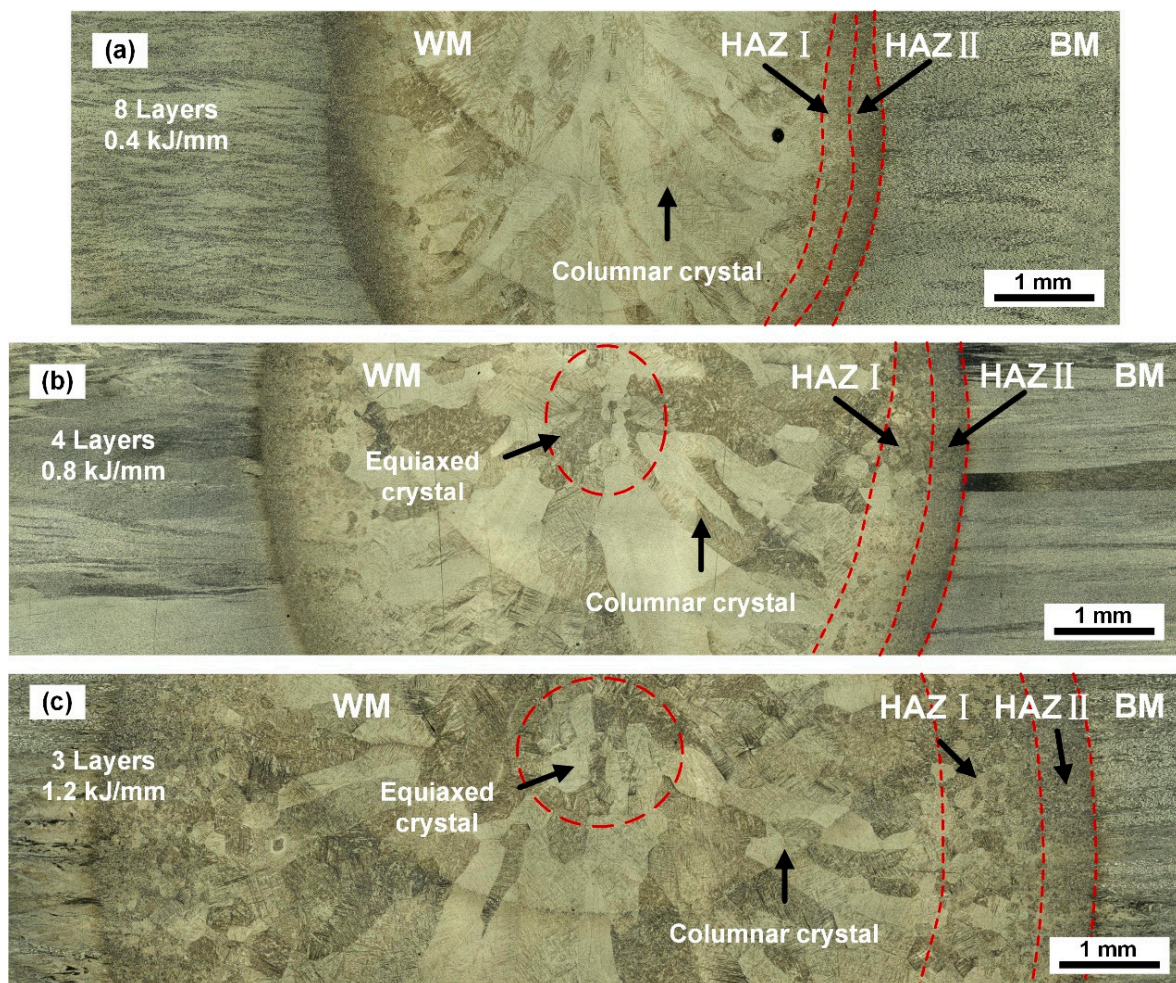 (a)
WM
HAZ Ⅰ
HAZ Ⅱ
BM
8 Layers
0.4 kJ/mm
Columnar crystal
1 mm
(b)
WM
HAZ Ⅰ
HAZ Ⅱ
BM
4 Layers
0.8 kJ/mm
Equiaxed
crystal
Columnar crystal
1 mm
(c)
WM
HAZ Ⅰ
HAZ Ⅱ
BM
3 Layers
1.2 kJ/mm
Equiaxed
crystal
Columnar crystal
1 mm